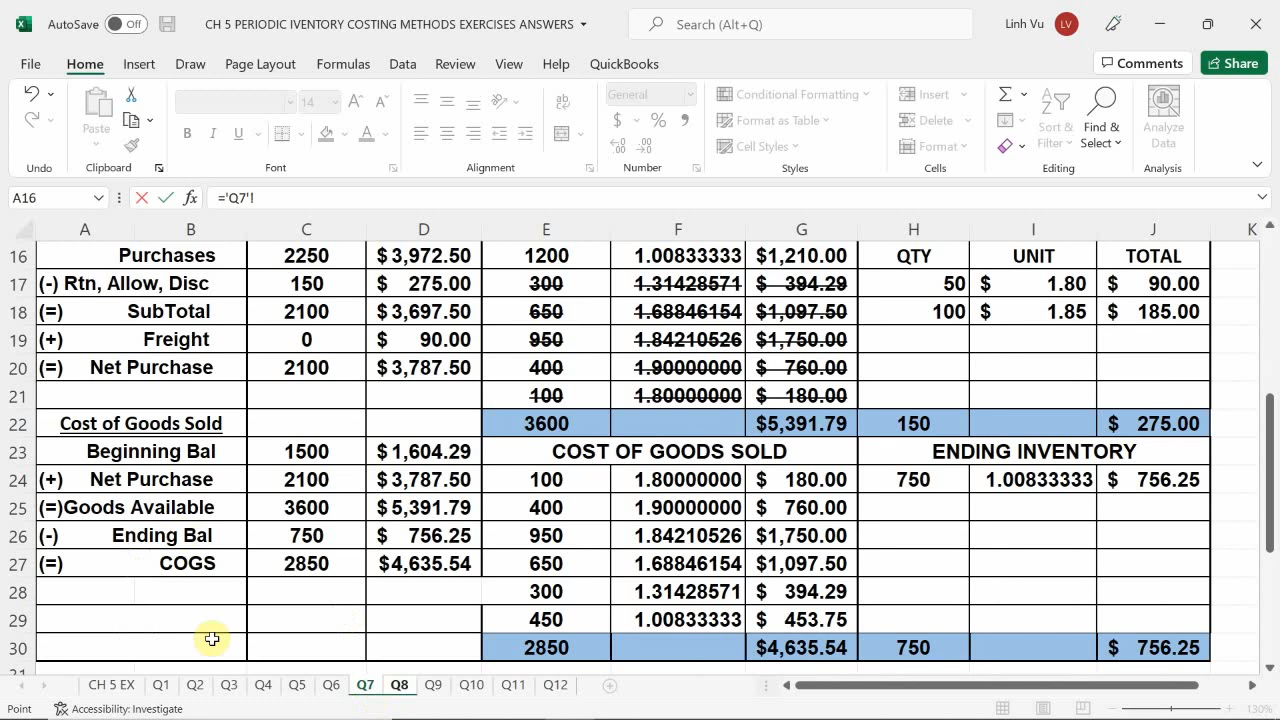 AutoSave Off CH 5 PERIODIC IVENTORY COSTING METHODS EXERCISES ANSWERS Search (Alt+Q) Linh Vu LV
File Home Insert Draw Page Layout Formulas Data Review View Help QuickBooks Comments Share
14 General Conditional Formatting Insert
Paste B I U $ % Format as Table Delete Sort & Filter Find & Select Analyze Data
Cell Styles Format
Undo Clipboard Font Alignment Number Styles Cells Editing Analysis
A16 fx ='Q7'!
A B C D E F G H I J K
16 Purchases 2250 $3,972.50 1200 1.00833333 $1,210.00 QTY UNIT TOTAL
17 (-) Rtn, Allow, Disc 150 $ 275.00 300 1.31428571 $ 394.29 50 $ 1.80 $ 90.00
18 (=) SubTotal 2100 $3,697.50 650 1.68846154 $1,097.50 100 $ 1.85 $ 185.00
19 (+) Freight 0 $ 90.00 950 1.84210526 $1,750.00
20 (=) Net Purchase 2100 $3,787.50 400 1.90000000 $ 760.00
21 100 1.80000000 $ 180.00
22 Cost of Goods Sold 3600 $5,391.79 150 $ 275.00
23 Beginning Bal 1500 $1,604.29 COST OF GOODS SOLD ENDING INVENTORY
24 (+) Net Purchase 2100 $3,787.50 100 1.80000000 $ 180.00 750 1.00833333 $ 756.25
25 (=)Goods Available 3600 $5,391.79 400 1.90000000 $ 760.00
26 (-) Ending Bal 750 $ 756.25 950 1.84210526 $1,750.00
27 (=) COGS 2850 $4,635.54 650 1.68846154 $1,097.50
28 300 1.31428571 $ 394.29
29 450 1.00833333 $ 453.75
30 2850 $4,635.54 750 $ 756.25
CH 5 EX Q1 Q2 Q3 Q4 Q5 Q6 Q7 Q8 Q9 Q10 Q11 Q12
Point Accessibility: Investigate 130%